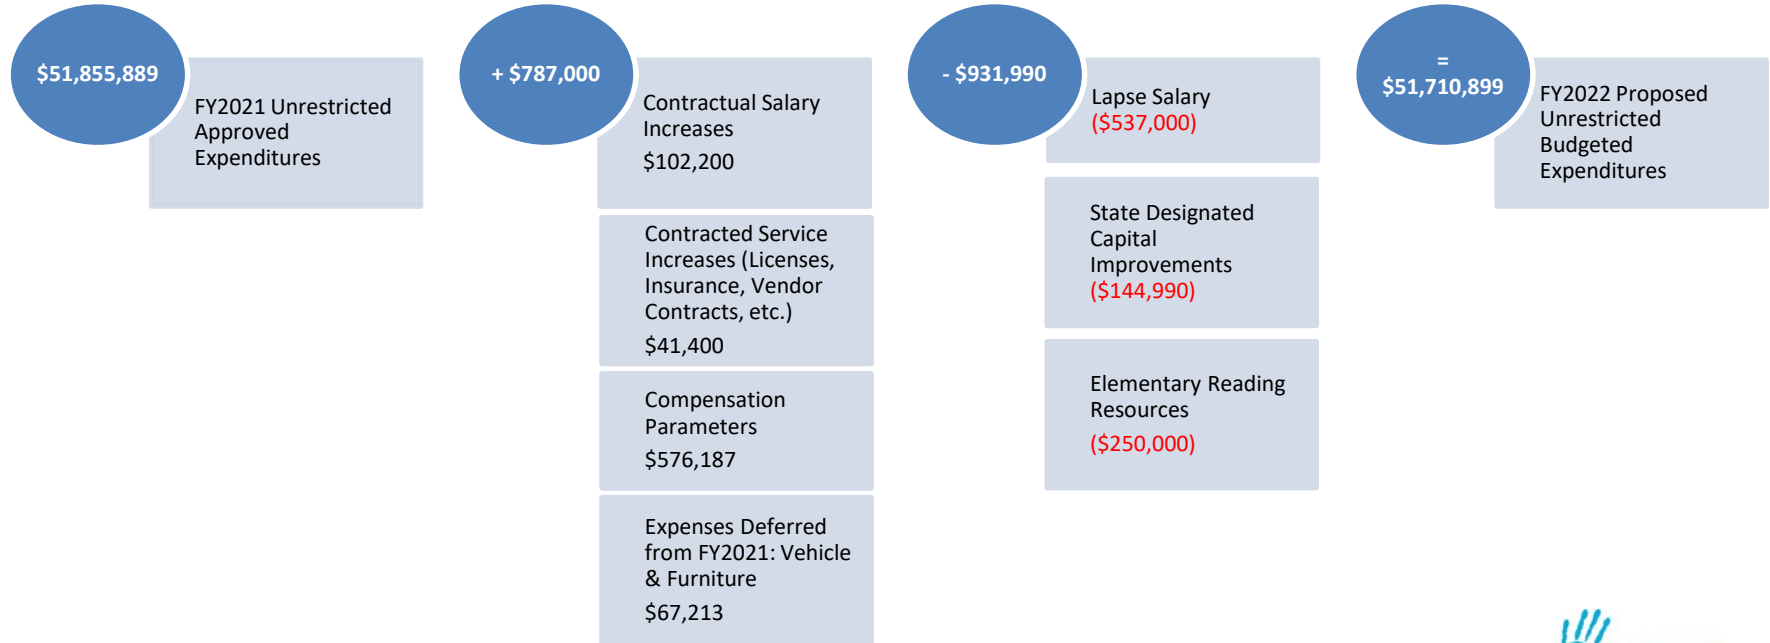 $51,855,889
FY2021 Unrestricted
Approved
Expenditures
+ $787,000
Contractual Salary
Increases
$102,200
Contracted Service
Increases (Licenses,
Insurance, Vendor
Contracts, etc.)
$41,400
Compensation
Parameters
$576,187
Expenses Deferred
from FY2021: Vehicle
& Furniture
$67,213
- $931,990
Lapse Salary
($537,000)
State Designated
Capital
Improvements
($144,990)
Elementary Reading
Resources
($250,000)
=
$51,710,899
FY2022 Proposed
Unrestricted
Budgeted
Expenditures